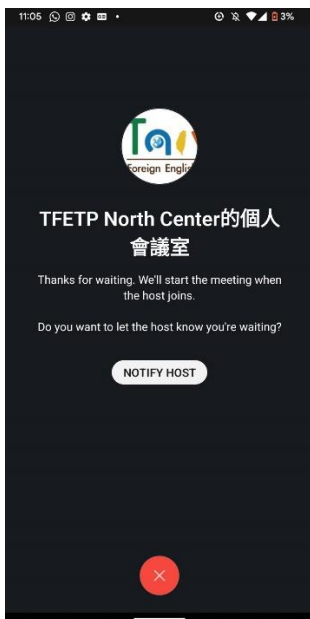 11:05 3%
Foreign Engli
TFETP North Center的個人
會議室
Thanks for waiting. We'll start the meeting when
the host joins.
Do you want to let the host know you're waiting?
NOTIFY HOST